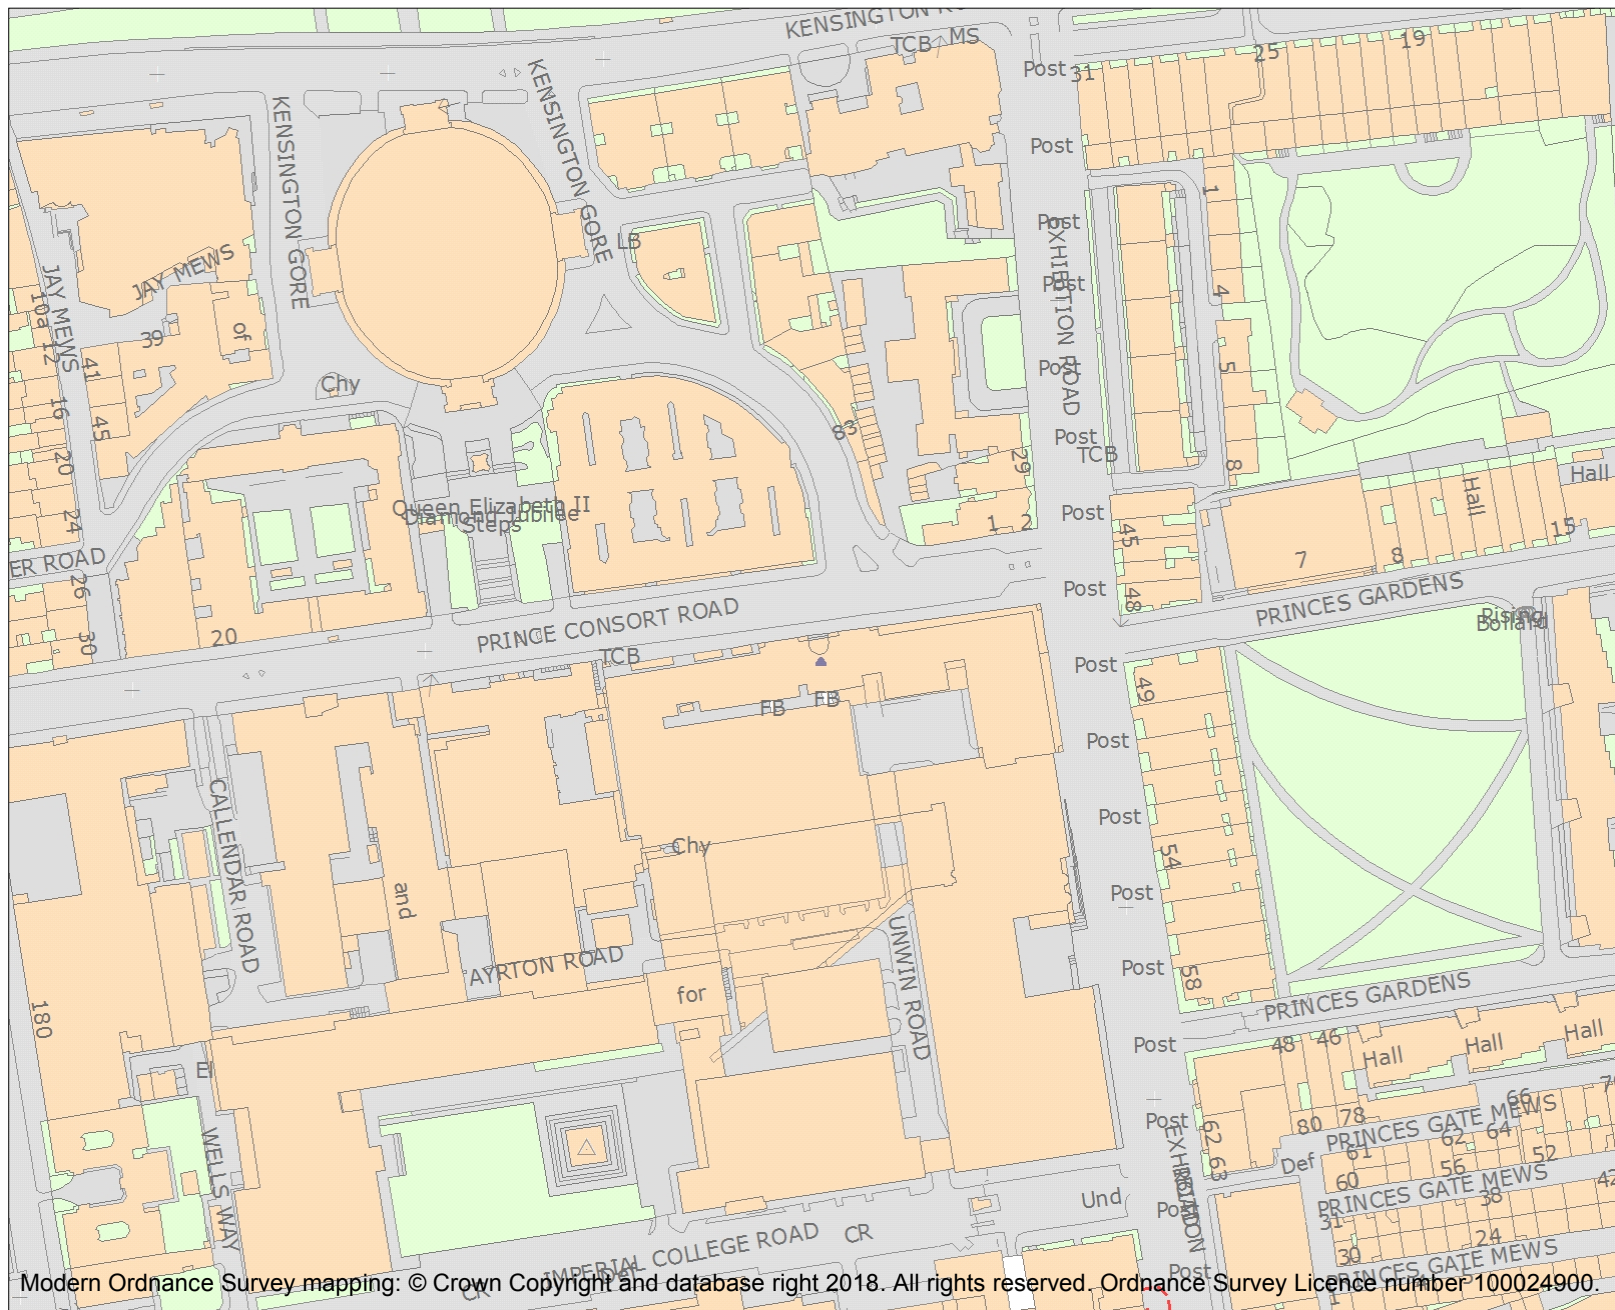 KENSINGTON
TCB
MS
19
25
Post
31
KENSINGTON GORE
KENSINGTON GORE
Post
1
Post
LB
JAY MEWS
EXHIBITION ROAD
JAY MEWS
10a
Post
4
12
39
of
41
Post
5
Chy
16
45
83
Post
TCB
29
20
8
Hall
Hall
Queen Elizabeth II
Diamond Jubilee
Steps
24
Post
1
2
45
15
ER ROAD
7
8
26
Post
48
PRINCES GARDENS
Rising
Bollard
PRINCE CONSORT ROAD
20
30
TCB
Post
49
FB
FB
Post
CALLENDAR ROAD
Post
Chy
54
and
Post
AYRTON ROAD
UNWIN ROAD
Post
58
for
PRINCES GARDENS
180
48
46
Hall
Hall
Hall
Post
El
66
PRINCES GATE MEWS
Post
80
78
62
64
62
61
52
WELLS WAY
63
Def
60
56
PRINCES GATE MEWS
38
42
Und
EXHIBITION
ROAD
Post
31
IMPERIAL COLLEGE ROAD
CR
24
30
PRINCES GATE MEWS
Post
CR
Def
Modern Ordnance Survey mapping: © Crown Copyright and database right 2018. All rights reserved. Ordnance Survey Licence number 100024900.